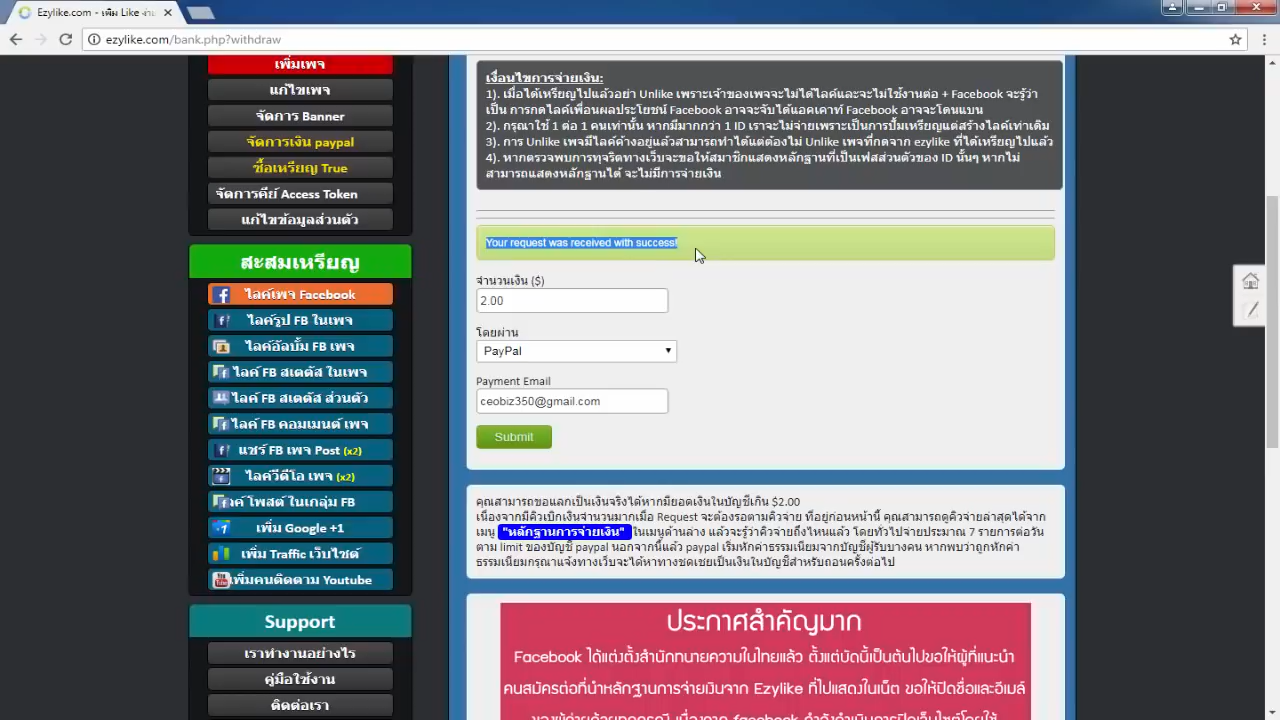 Ezylike.com - เพิ่ม Like
ezylike.com/bank.php?withdraw
เพิ่มเพจ
แก้ไขเพจ
จัดการ Banner
จัดการเงิน paypal
ซื้อเหรียญ True
จัดการคีย์ Access Token
แก้ไขข้อมูลส่วนตัว
สะสมเหรียญ
ไลค์เพจ Facebook
ไลค์รูป FB ในเพจ
ไลค์อัลบั้ม FB เพจ
ไลค์ FB สเตตัส ในเพจ
ไลค์ FB สเตตัส ส่วนตัว
ไลค์ FB คอมเมนต์ เพจ
แชร์ FB เพจ Post (x2)
ไลค์วีดีโอ เพจ (x2)
โพสต์ ในเกลุ่ม FB
เพิ่ม Google +1
เพิ่ม Traffic เว็บไซต์
เพิ่มคนติดตาม Youtube
Support
เราทำงานอย่างไร
คู่มือใช้งาน
ติดต่อเรา
เงื่อนไขการจ่ายเงิน:
1). เมื่อได้เหรียญไปแล้วอย่า Unlike เพราะเจ้าของเพจจะไม่ได้ไลค์และจะไม่ใช้งานต่อ + Facebook จะรู้ว่า
เป็น การกดไลค์เพื่อนผลประโยชน์ Facebook อาจจะจับได้แอคเคาท์ Facebook อาจจะโดนแบน
2). กรุณาใช้ 1 ต่อ 1 คนเท่านั้น หากมีมากกว่า 1 ID เราจะไม่จ่ายเพราะเป็นการปั๊มเหรียญแต่สร้างไลค์เท่าเดิม
3). การ Unlike เพจมีไลค์ค้างอยู่แล้วสามารถทำได้แต่ต้องไม่ Unlike เพจที่กดจาก ezylike ที่ได้เหรียญไปแล้ว
4). หากตรวจพบการทุจริตทางเว็บจะขอให้สมาชิกแสดงหลักฐานที่เป็นเฟสส่วนตัวของ ID นั้นๆ หากไม่
สามารถแสดงหลักฐานได้ จะไม่มีการจ่ายเงิน
Your request was received with success!
จำนวนเงิน ($)
2.00
โดยผ่าน
PayPal
Payment Email
ceobiz350@gmail.com
Submit
คุณสามารถขอแลกเป็นเงินจริงได้หากมียอดเงินในบัญชีเกิน $2.00
เนื่องจากมีคิวเบิกเงินจำนวนมากเมื่อ Request จะต้องรอตามคิวจ่าย ที่อยู่ก่อนหน้านี้ คุณสามารถดูคิวจ่ายล่าสุดได้จาก
เมนู "หลักฐานการจ่ายเงิน" ในเมนูด้านล่าง แล้วจะรู้ว่าคิวจ่ายถึงไหนแล้ว โดยทั่วไปจ่ายประมาณ 7 รายการต่อวัน
ตาม limit ของบัญชี paypal นอกจากนี้แล้ว paypal เริ่มหักค่าธรรมเนียมจากบัญชีผู้รับบางคน หากพบว่าถูกหักค่า
ธรรมเนียมกรุณาแจ้งทางเว็บจะได้หาทางชดเชยเป็นเงินในบัญชีสำหรับถอนครั้งต่อไป
ประกาศสำคัญมาก
Facebook ได้แต่งตั้งสำนักทนายความในไทยแล้ว ตั้งแต่บัดนี้เป็นต้นไปขอให้ผู้ที่แนะนำ
คนสมัครต่อที่นำหลักฐานการจ่ายเงินจาก Ezylike ที่ไปแสดงในเน็ต ขอให้ปิดชื่อและอีเมล์